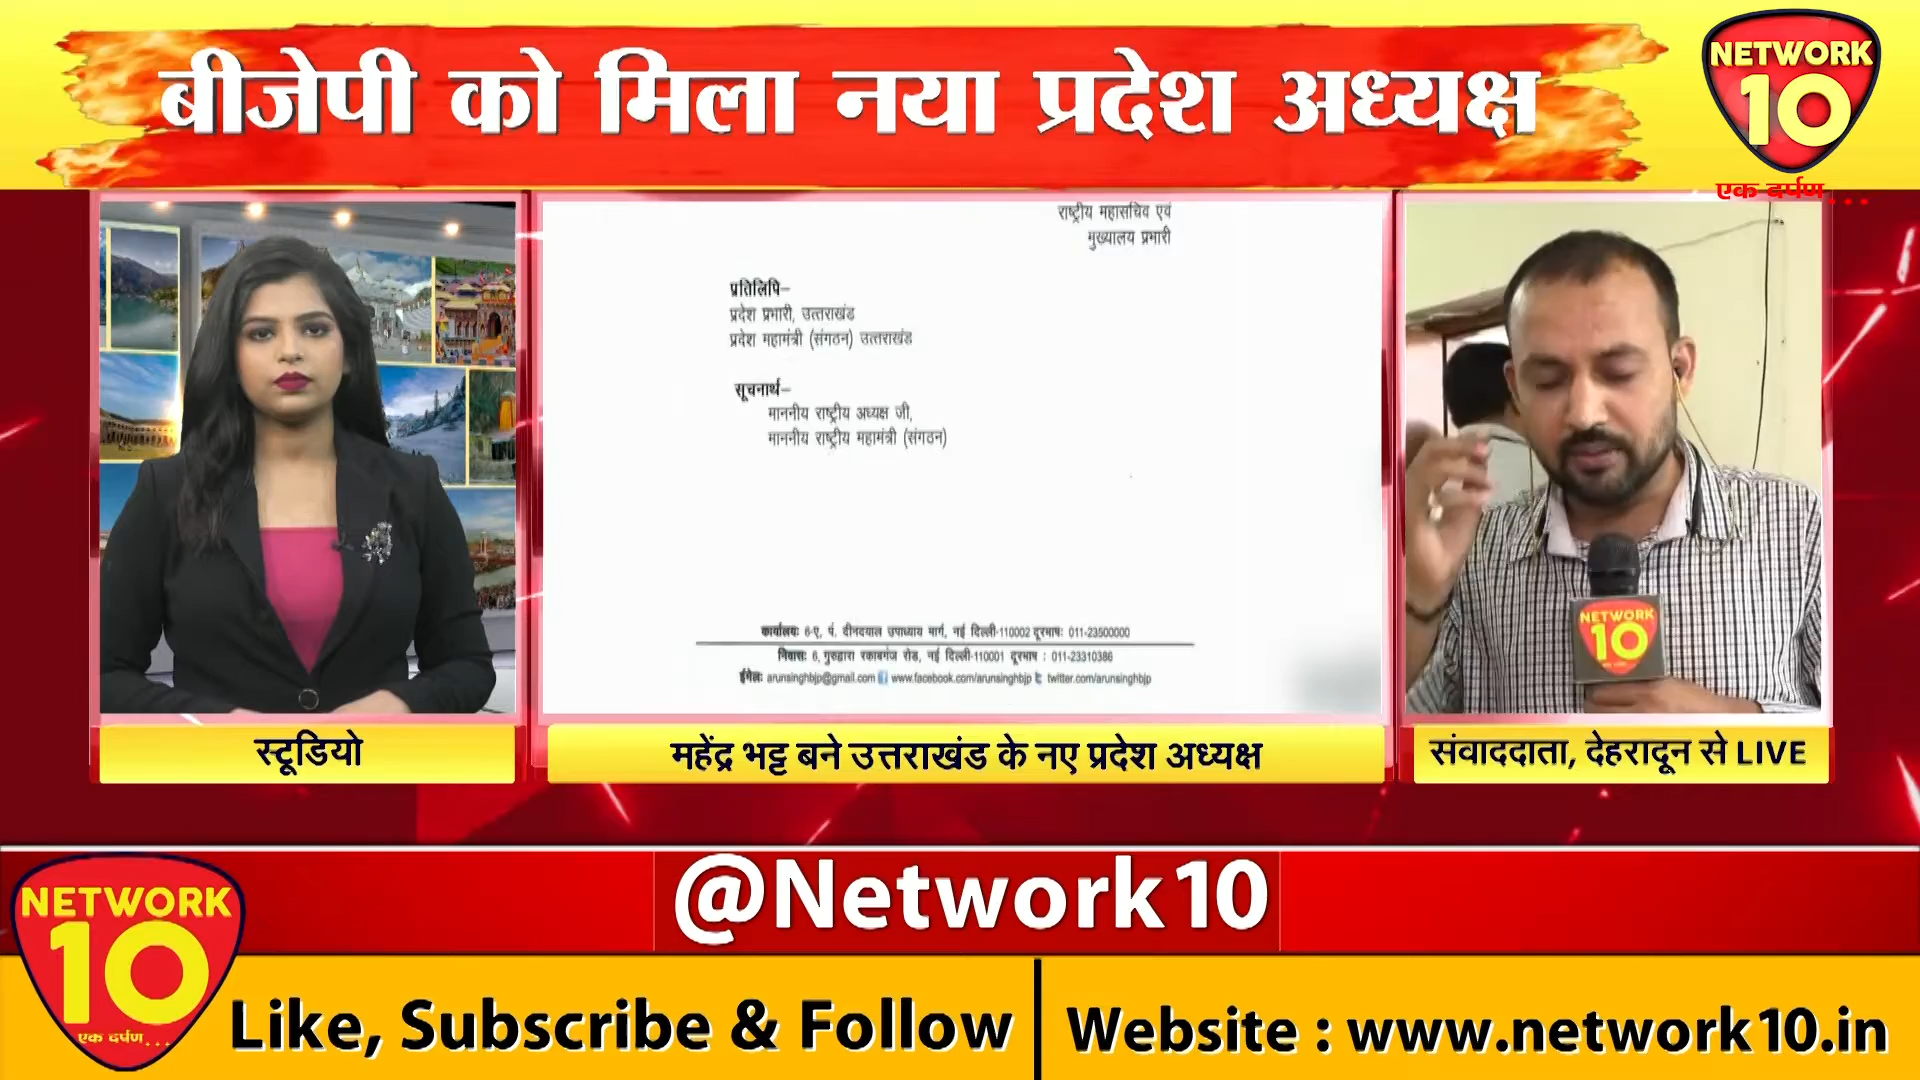 बीजेपी को मिला नया प्रदेश अध्यक्ष
NETWORK
10
एक दर्पण...
राष्ट्रीय महासचिव एवं
मुख्यालय प्रभारी
प्रतिलिपि–
प्रदेश प्रभारी, उत्तराखंड
प्रदेश महामंत्री (संगठन) उत्तराखंड
सूचनार्थ–
माननीय राष्ट्रीय अध्यक्ष जी,
माननीय राष्ट्रीय महामंत्री (संगठन)
कार्यालयः 6-ए, पं. दीनदयाल उपाध्याय मार्ग, नई दिल्ली-110002 दूरभाषः 011-23500000
निवासः 6, गुरुद्वारा रकाबगंज रोड, नई दिल्ली-110001 दूरभाष : 011-23310386
ईमेलः arunsinghbjp@gmail.com www.facebook.com/arunsinghbjp twitter.com/arunsinghbjp
NETWORK
10
स्टूडियो
महेंद्र भट्ट बने उत्तराखंड के नए प्रदेश अध्यक्ष
संवाददाता, देहरादून से LIVE
@Network10
NETWORK
10
एक दर्पण...
Like, Subscribe & Follow
Website : www.network10.in